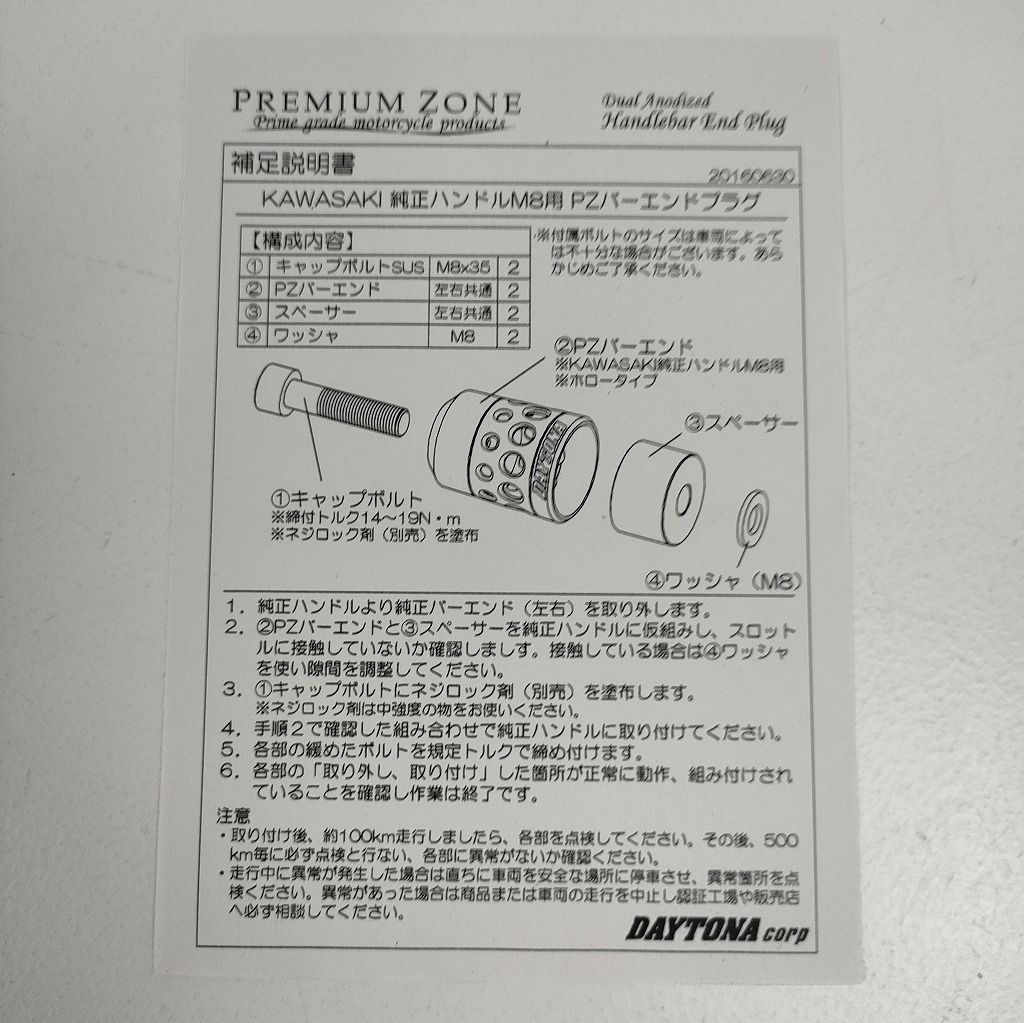 PREMIUM ZONE
Prime grade motorcycle products
Dual Anodized
Handlebar End Plug
補足説明書
20160630
KAWASAKI 純正ハンドルM8用 PZバーエンドプラグ
【構成内容】
① キャップボルトSUS M8x35 2
② PZバーエンド 左右共通 2
③ スペーサー 左右共通 2
④ ワッシャ M8 2
※付属ボルトのサイズは車両によって
は不十分な場合がございます。あら
かじめご了承ください。
②PZバーエンド
※KAWASAKI純正ハンドルM8用
※ホロータイプ
③スペーサー
DAYTONA
①キャップボルト
※締付トルク14～19N・m
※ネジロック剤（別売）を塗布
④ワッシャ（M8）
1．純正ハンドルより純正バーエンド（左右）を取り外します。
2．②PZバーエンドと③スペーサーを純正ハンドルに仮組みし、スロット
ルに接触していないか確認しましす。接触している場合は④ワッシャ
を使い隙間を調整してください。
3．①キャップボルトにネジロック剤（別売）を塗布します。
※ネジロック剤は中強度の物をお使いください。
4．手順２で確認した組み合わせで純正ハンドルに取り付けてください。
5．各部の緩めたボルトを規定トルクで締め付けます。
6．各部の「取り外し、取り付け」した箇所が正常に動作、組み付けされ
ていることを確認し作業は終了です。
注意
・取り付け後、約100km走行しましたら、各部を点検してください。その後、500
km毎に必ず点検と行ない、各部に異常がないか確認ください。
・走行中に異常が発生した場合は直ちに車両を安全な場所に停車させ、異常箇所を点
検ください。異常があった場合は商品または車両の走行を中止し認証工場や販売店
へ必ず相談してください。
DAYTONA corp